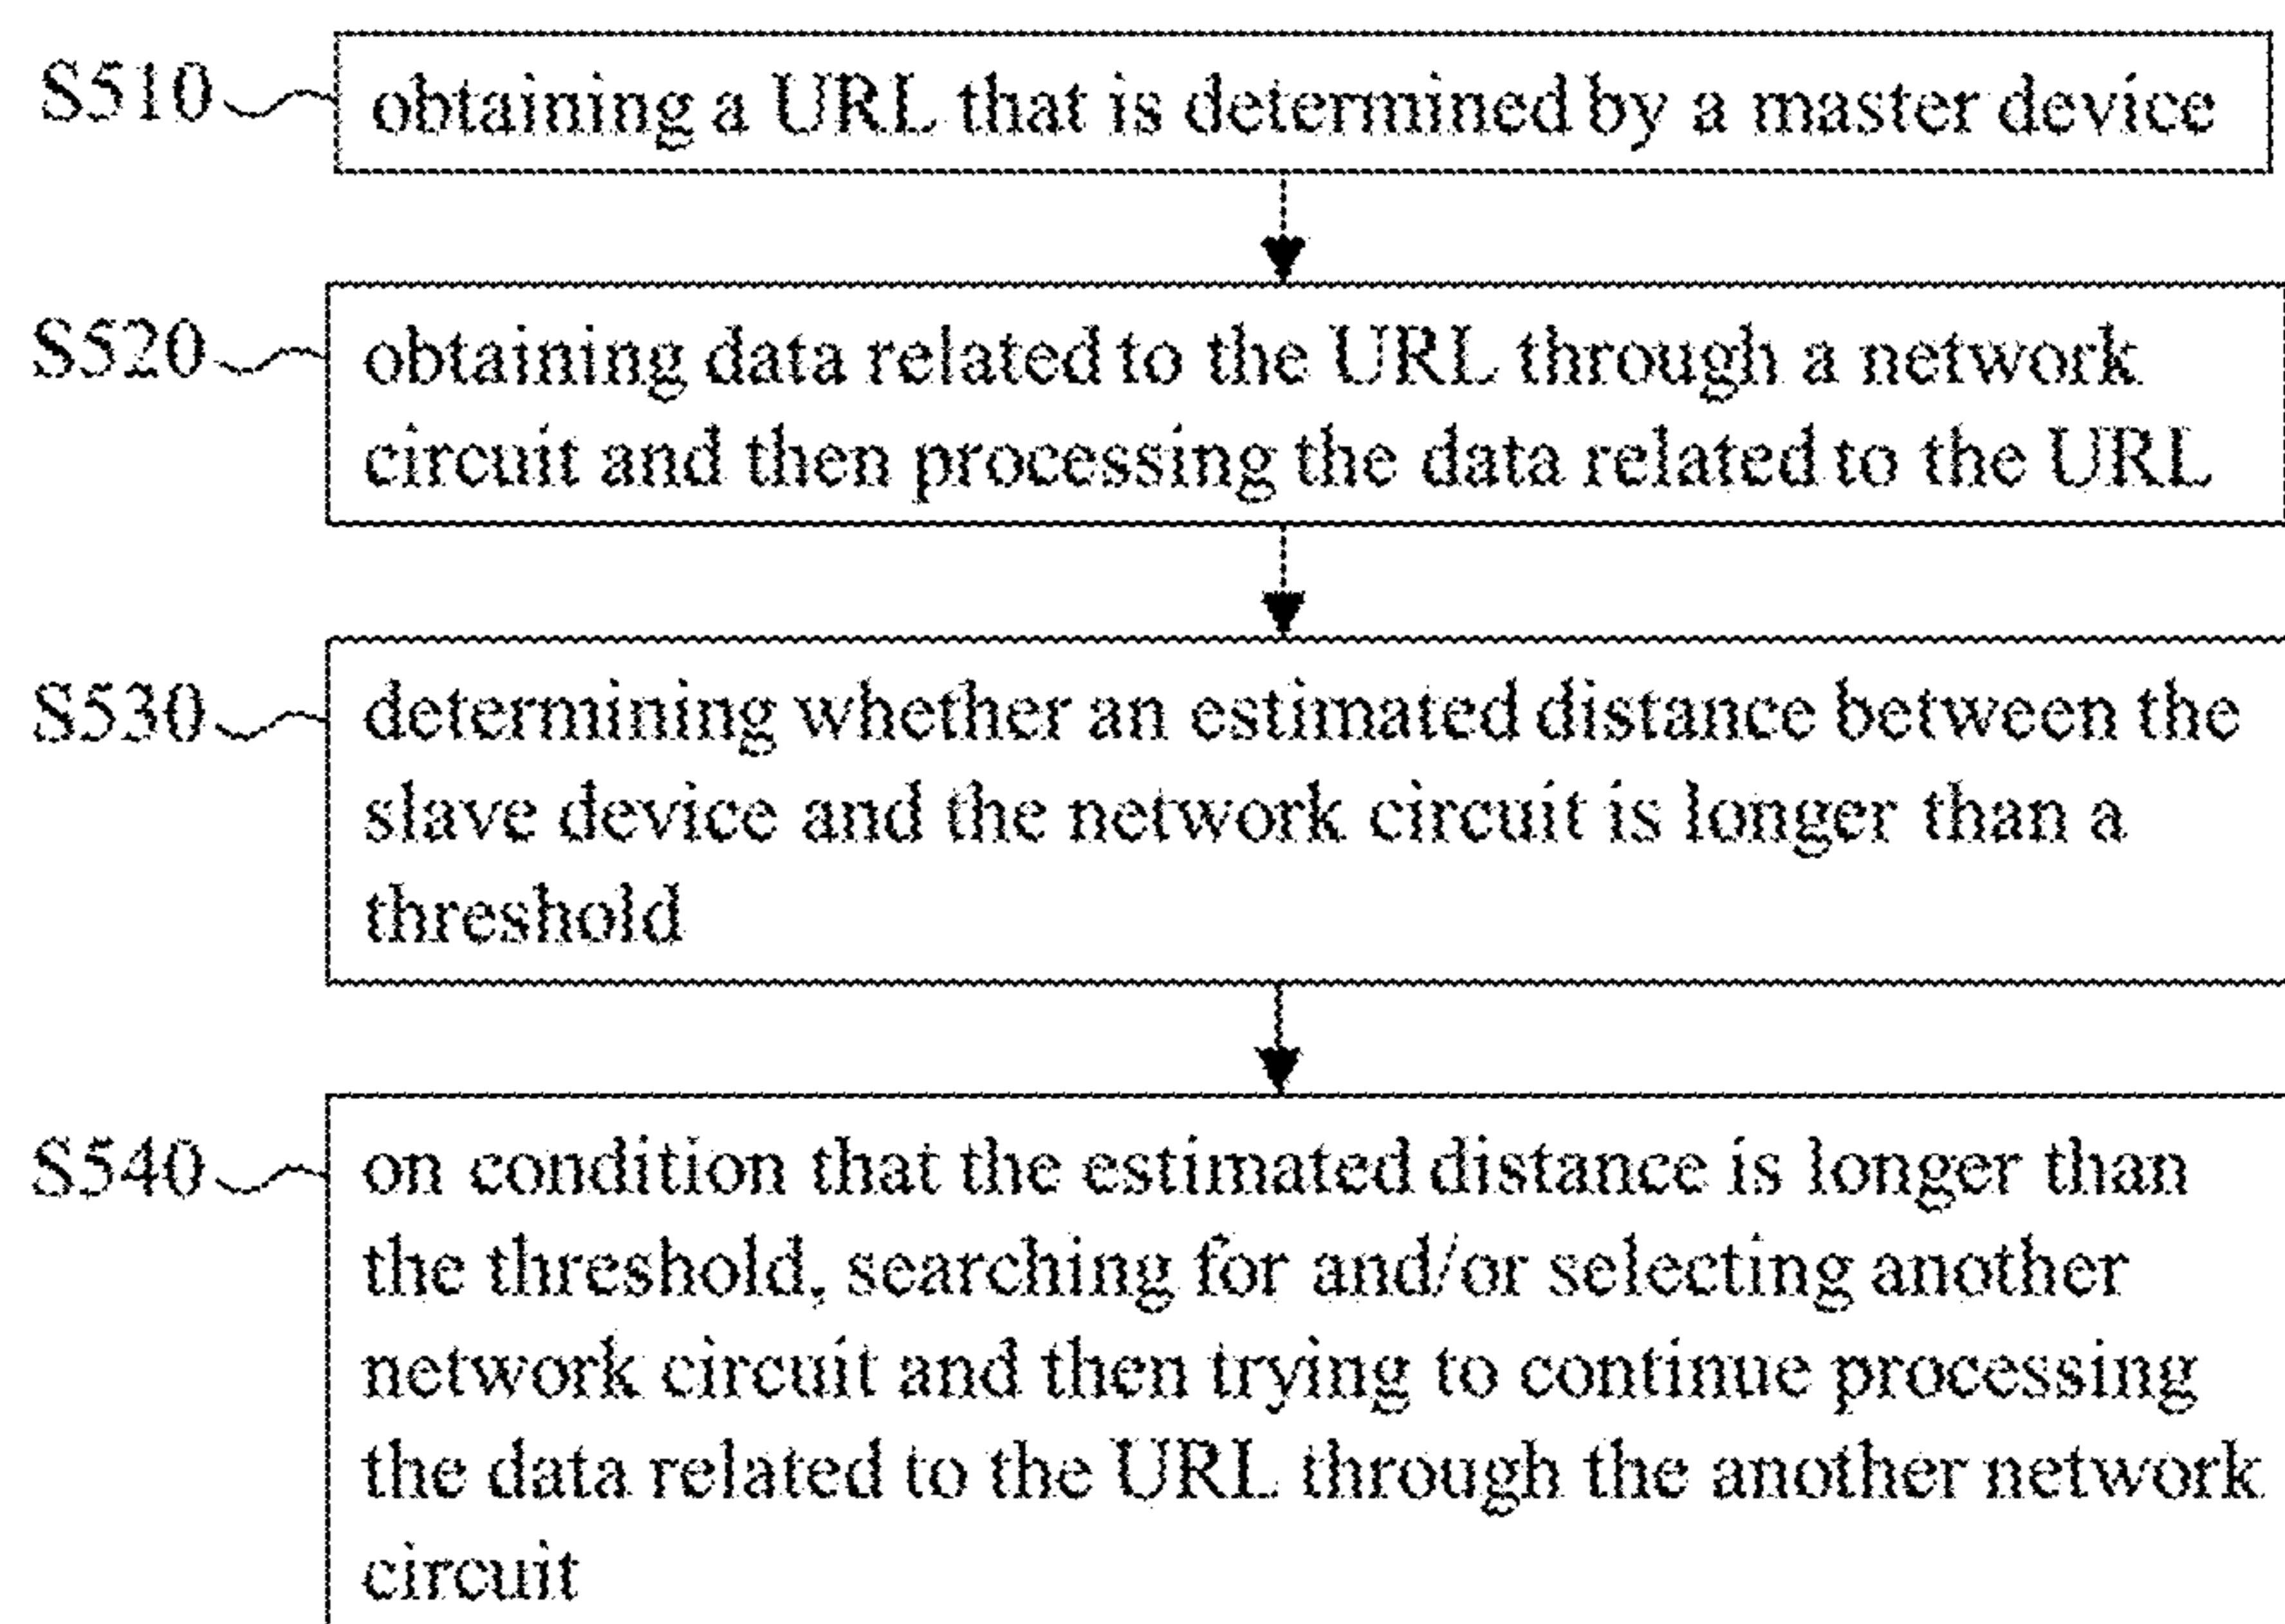 S510
obtaining a URL that is determined by a master device
S520
obtaining data related to the URL through a network
circuit and then processing the data related to the URL
S530
determining whether an estimated distance between the
slave device and the network circuit is longer than a
threshold
S540
on condition that the estimated distance is longer than
the threshold, searching for and/or selecting another
network circuit and then trying to continue processing
the data related to the URL through the another network
circuit